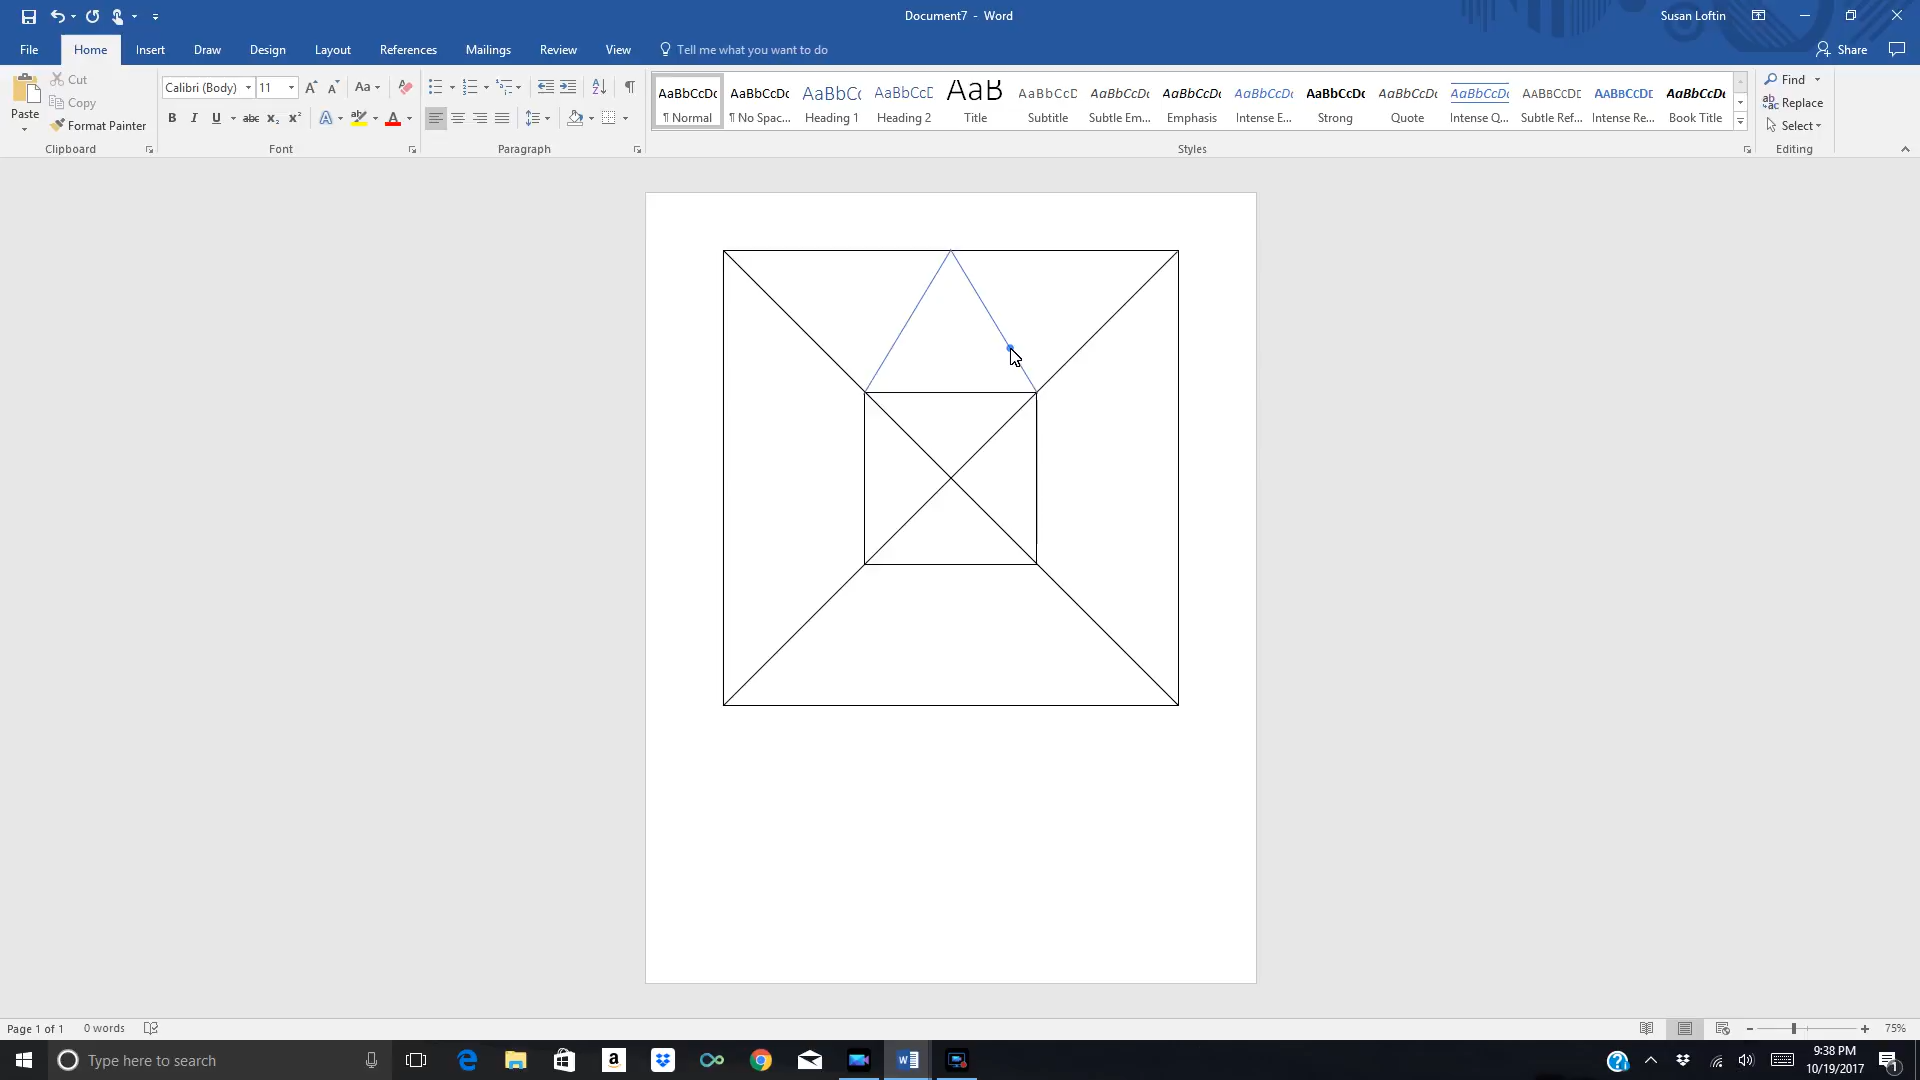 Document7 - Word
Susan Loftin
File Home Insert Draw Design Layout References Mailings Review View Tell me what you want to do
Share
Paste
Cut
Copy
Format Painter
Clipboard
Calibri (Body) 11
Font
Paragraph
AaBbCcDc AaBbCcDc AaBbCc AaBbCcD AaB AaBbCcD AaBbCcDc AaBbCcDc AaBbCcDc AaBbCcDc AaBbCcDc AaBbCcDc AABBCCDE AABBCCDE AaBbCcDc
¶ Normal ¶ No Spac... Heading 1 Heading 2 Title Subtitle Subtle Em... Emphasis Intense E... Strong Quote Intense Q... Subtle Ref... Intense Re... Book Title
Styles
Find
Replace
Select
Editing
Page 1 of 1 0 words
75%
Type here to search
9:38 PM
10/19/2017